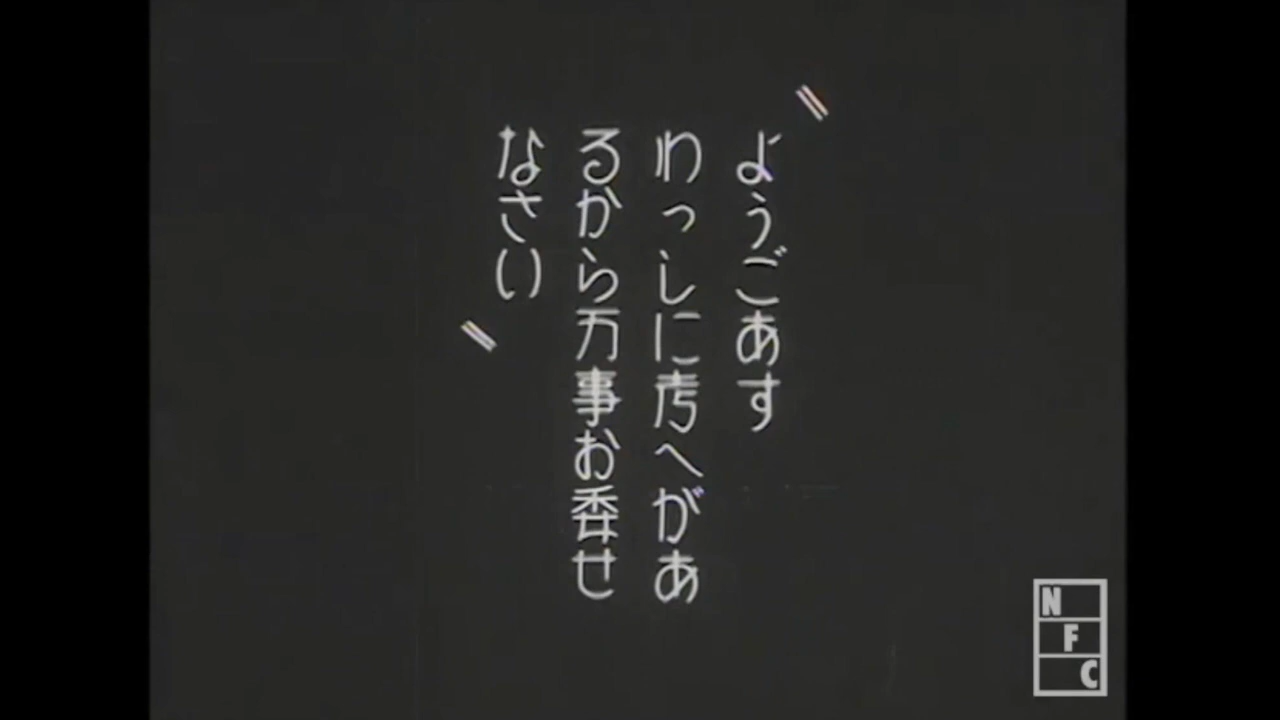 〝ようごあす
わっしに考へがあ
るから万事お委せ
なさい〟
NFC